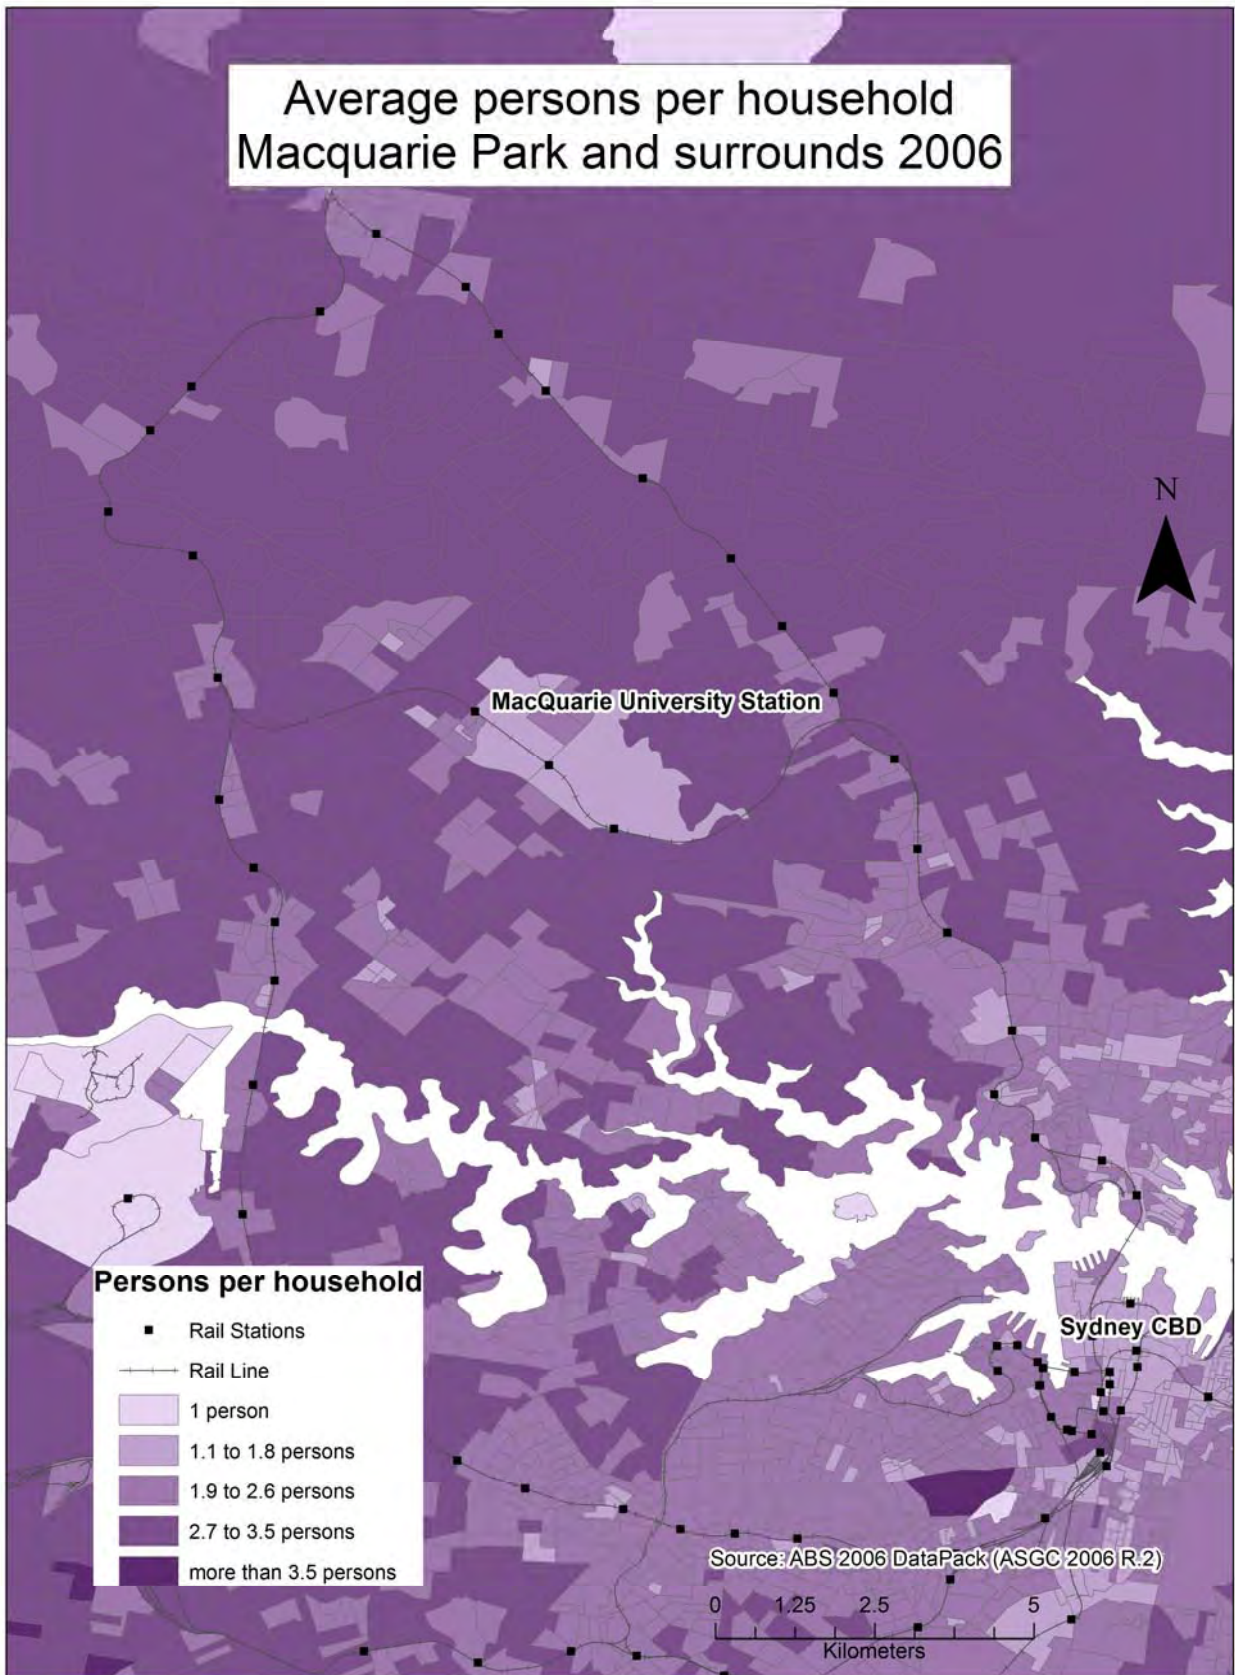 Average persons per household
Macquarie Park and surrounds 2006
N
MacQuarie University Station
Persons per household
Rail Stations
Rail Line
1 person
1.1 to 1.8 persons
1.9 to 2.6 persons
2.7 to 3.5 persons
more than 3.5 persons
Sydney CBD
Source: ABS 2006 DataPack (ASGC 2006 R.2)
0 1.25 2.5 5
Kilometers